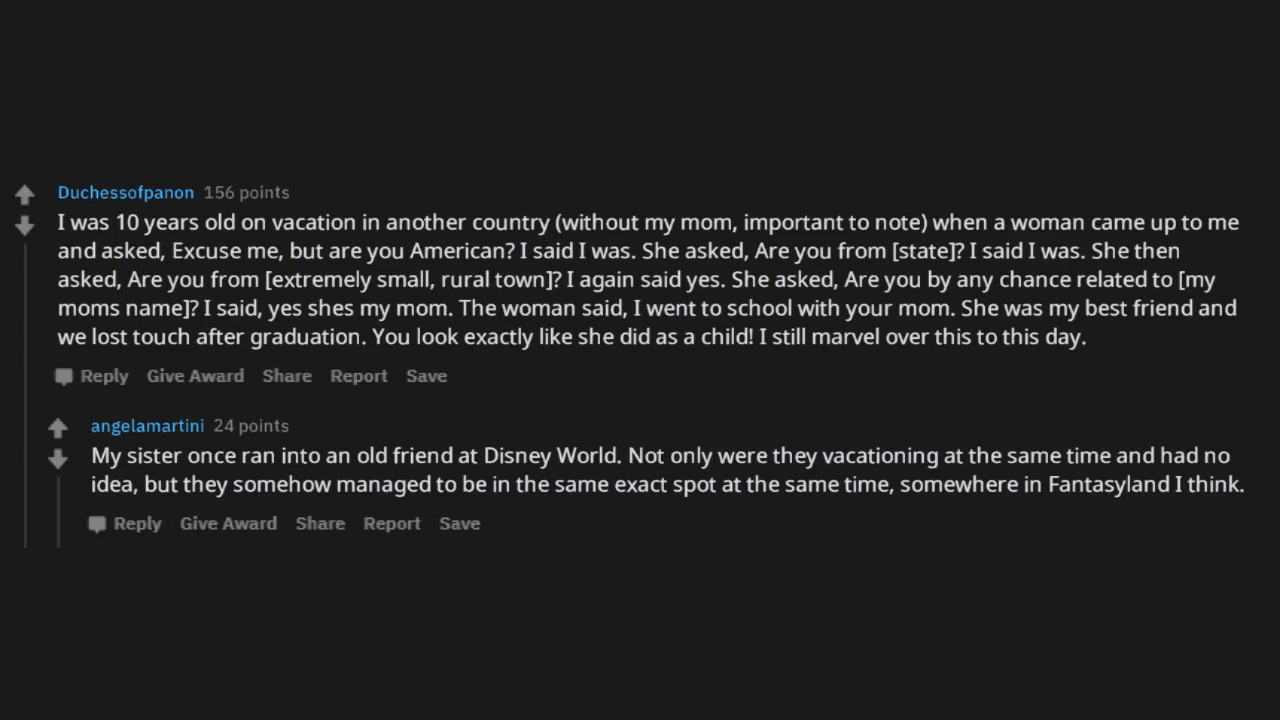 Duchessofpanon 156 points
I was 10 years old on vacation in another country (without my mom, important to note) when a woman came up to me
and asked, Excuse me, but are you American? I said I was. She asked, Are you from [state]? I said I was. She then
asked, Are you from [extremely small, rural town]? I again said yes. She asked, Are you by any chance related to [my
moms name]? I said, yes shes my mom. The woman said, I went to school with your mom. She was my best friend and
we lost touch after graduation. You look exactly like she did as a child! I still marvel over this to this day.
Reply Give Award Share Report Save
angelamartini 24 points
My sister once ran into an old friend at Disney World. Not only were they vacationing at the same time and had no
idea, but they somehow managed to be in the same exact spot at the same time, somewhere in Fantasyland I think.
Reply Give Award Share Report Save